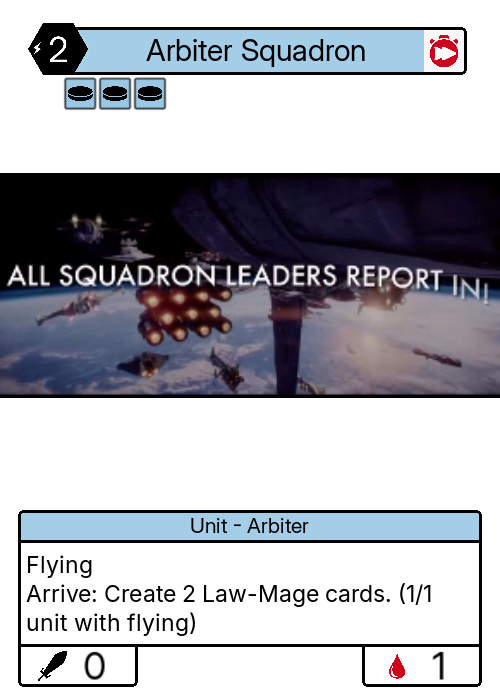 2
Arbiter Squadron
ALL SQUADRON LEADERS REPORT IN!
Unit - Arbiter
Flying
Arrive: Create 2 Law-Mage cards. (1/1
unit with flying)
0
1